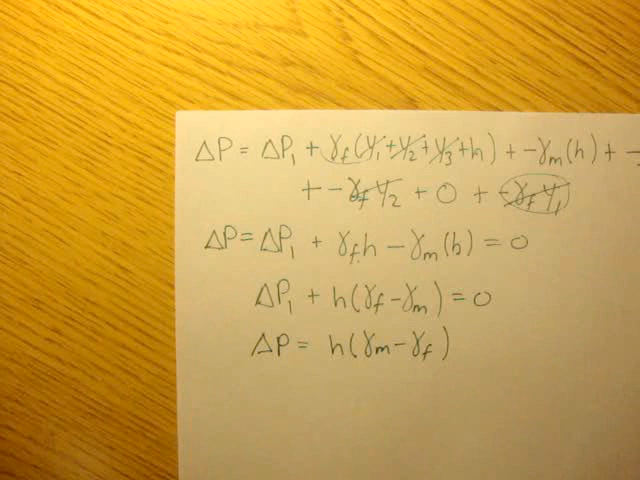 ΔP = ΔP₁ + γf(y₁+y₂+y₃+h) + -γm(h) + -
+ -γf y₂ + 0 + -γf y₁
ΔP = ΔP₁ + γfh - γm(h) = 0
ΔP₁ + h(γf-γm) = 0
ΔP = h(γm-γf)